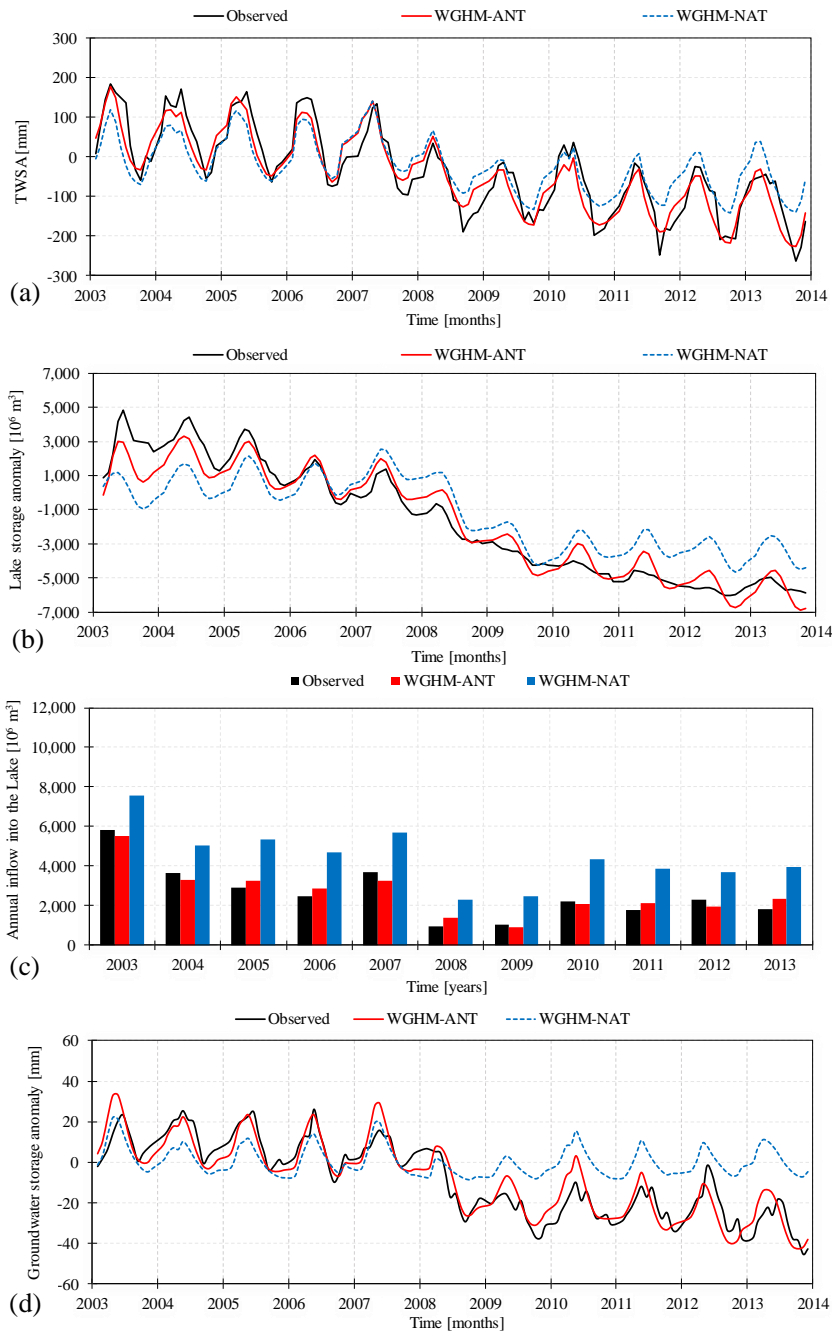 Observed WGHM-ANT WGHM-NAT
300
200
100
0
-100
-200
-300
TWSA [mm]
2003 2004 2005 2006 2007 2008 2009 2010 2011 2012 2013 2014
(a)
Time [months]
Observed WGHM-ANT WGHM-NAT
7,000
5,000
3,000
1,000
-1,000
-3,000
-5,000
-7,000
Lake storage anomaly [10⁶ m³]
2003 2004 2005 2006 2007 2008 2009 2010 2011 2012 2013 2014
(b)
Time [months]
Observed WGHM-ANT WGHM-NAT
12,000
10,000
8,000
6,000
4,000
2,000
0
Annual inflow into the Lake [10⁶ m³]
2003 2004 2005 2006 2007 2008 2009 2010 2011 2012 2013
(c)
Time [years]
Observed WGHM-ANT WGHM-NAT
60
40
20
0
-20
-40
-60
Groundwater storage anomaly [mm]
2003 2004 2005 2006 2007 2008 2009 2010 2011 2012 2013 2014
(d)
Time [months]